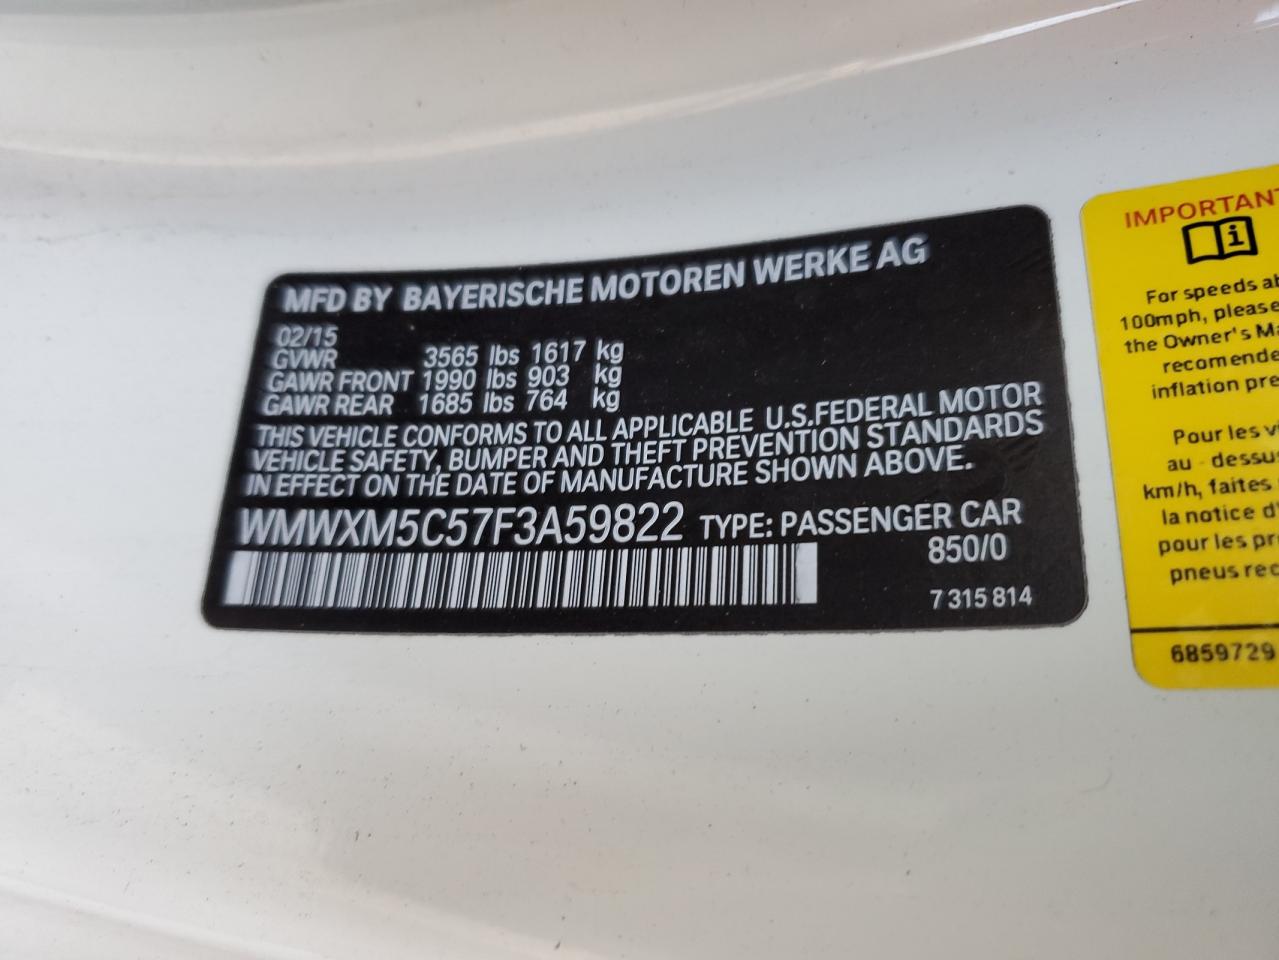 MFD BY BAYERISCHE MOTOREN WERKE AG
02/15
GVWR 3565 lbs 1617 kg
GAWR FRONT 1990 lbs 903 kg
GAWR REAR 1685 lbs 764 kg
THIS VEHICLE CONFORMS TO ALL APPLICABLE U.S.FEDERAL MOTOR
VEHICLE SAFETY, BUMPER AND THEFT PREVENTION STANDARDS
IN EFFECT ON THE DATE OF MANUFACTURE SHOWN ABOVE.
WMWXM5C57F3A59822 TYPE: PASSENGER CAR
850/0
7 315 814
IMPORTANT
i
For speeds
100mph, please
the Owner's
inflation
Pour les
au - dessu
km/h, faites
la notice
pour les
pneus
6859729